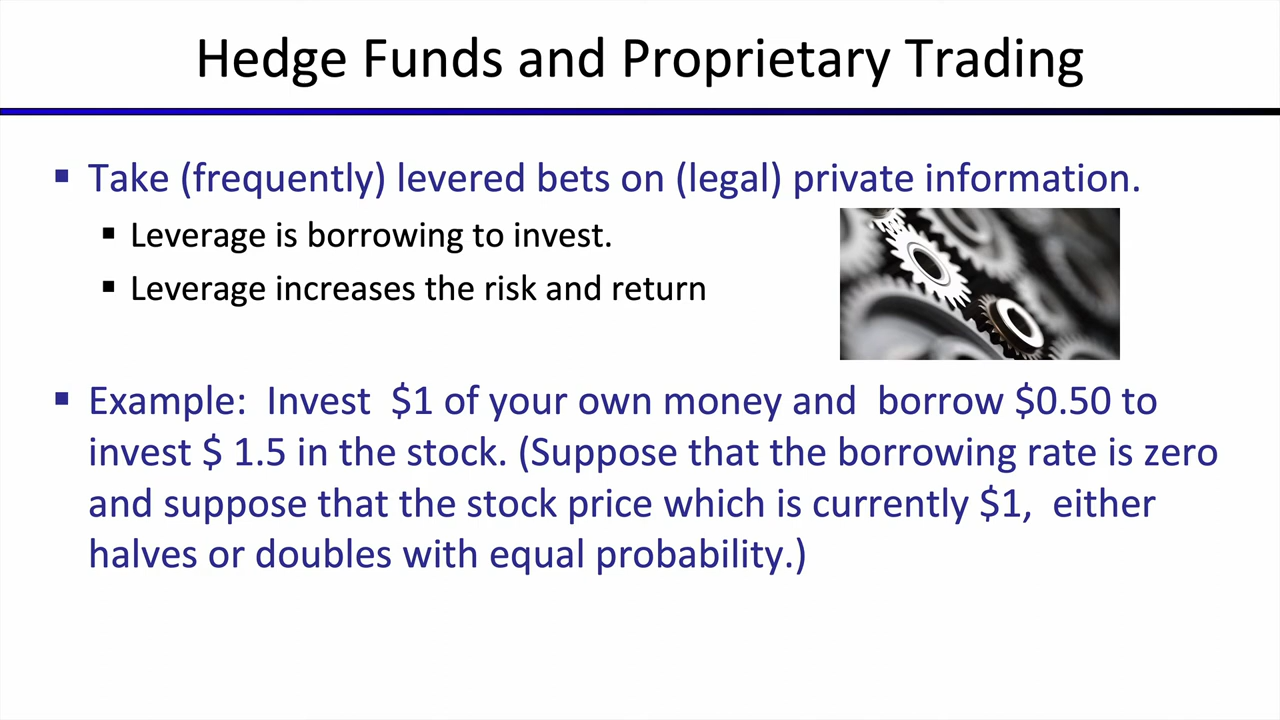 Hedge Funds and Proprietary Trading
▪ Take (frequently) levered bets on (legal) private information.
▪ Leverage is borrowing to invest.
▪ Leverage increases the risk and return
▪ Example:  Invest  $1 of your own money and  borrow $0.50 to
invest $ 1.5 in the stock. (Suppose that the borrowing rate is zero
and suppose that the stock price which is currently $1,  either
halves or doubles with equal probability.)